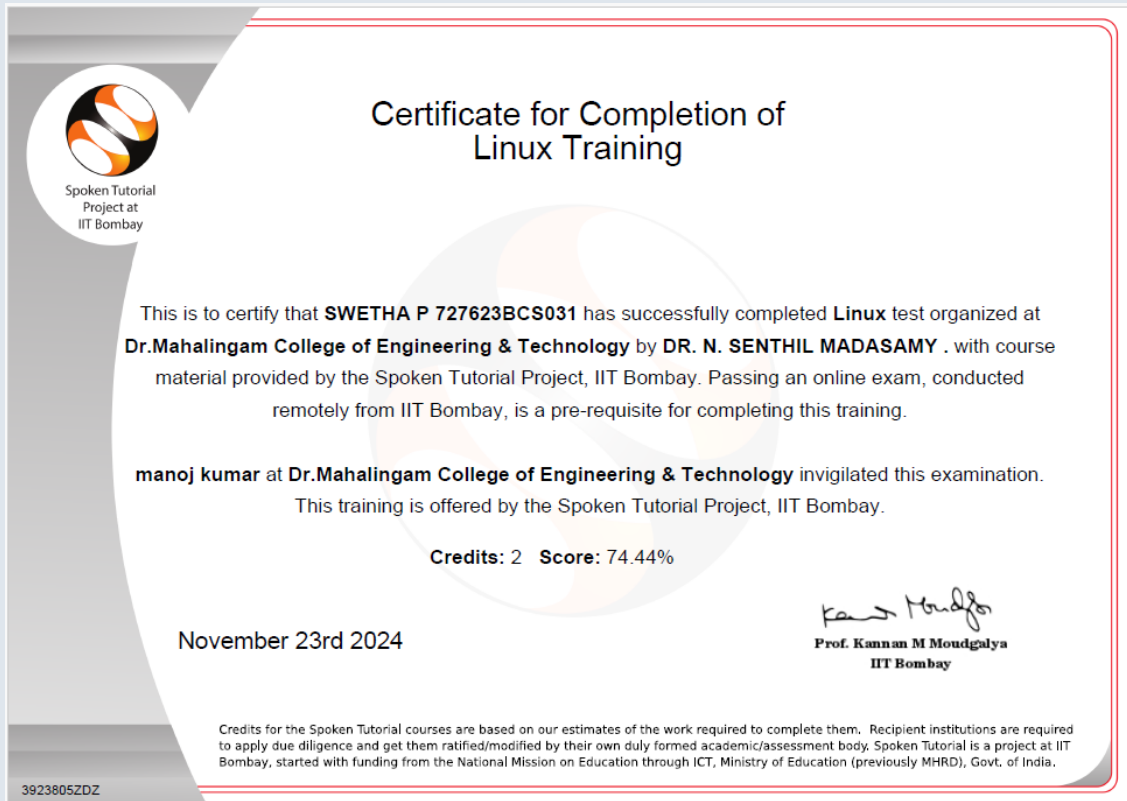 Spoken Tutorial
Project at
IIT Bombay
Certificate for Completion of
Linux Training
This is to certify that SWETHA P 727623BCS031 has successfully completed Linux test organized at
Dr.Mahalingam College of Engineering & Technology by DR. N. SENTHIL MADASAMY . with course
material provided by the Spoken Tutorial Project, IIT Bombay. Passing an online exam, conducted
remotely from IIT Bombay, is a pre-requisite for completing this training.
manoj kumar at Dr.Mahalingam College of Engineering & Technology invigilated this examination.
This training is offered by the Spoken Tutorial Project, IIT Bombay.
Credits: 2 Score: 74.44%
November 23rd 2024
Prof. Kannan M Moudgalya
IIT Bombay
Credits for the Spoken Tutorial courses are based on our estimates of the work required to complete them. Recipient institutions are required
to apply due diligence and get them ratified/modified by their own duly formed academic/assessment body. Spoken Tutorial is a project at IIT
Bombay, started with funding from the National Mission on Education through ICT, Ministry of Education (previously MHRD), Govt. of India.
3923805ZDZ